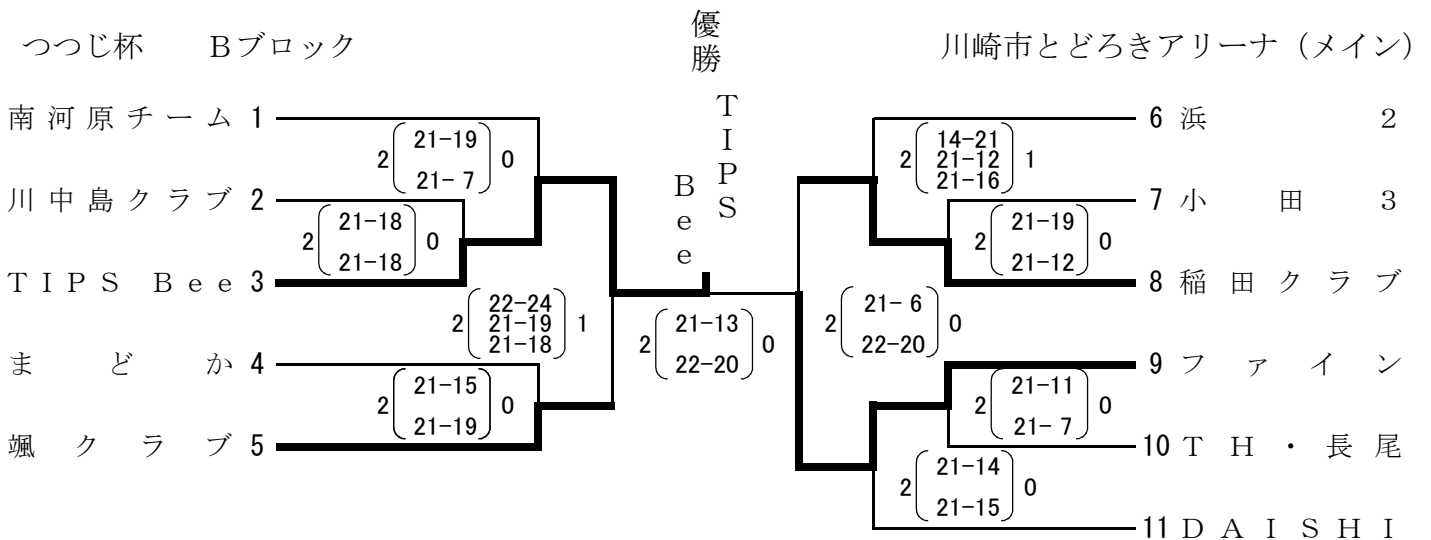 つつじ杯 Bブロック
優勝
川崎市とどろきアリーナ（メイン）
TIPS Bee
南河原チーム 1
2 21-19 0
21- 7
川中島クラブ 2
2 21-18 0
21-18
TIPS Bee 3
22-24
2 21-19 1
21-18
まどか 4
2 21-15 0
21-19
颯クラブ 5
2 21-13 0
22-20
6 浜 2
14-21
2 21-12 1
21-16
7 小田 3
2 21-19 0
21-12
8 稲田クラブ
2 21- 6 0
22-20
9 ファイン
2 21-11 0
21- 7
10 TH・長尾
2 21-14 0
21-15
11 DAISHI